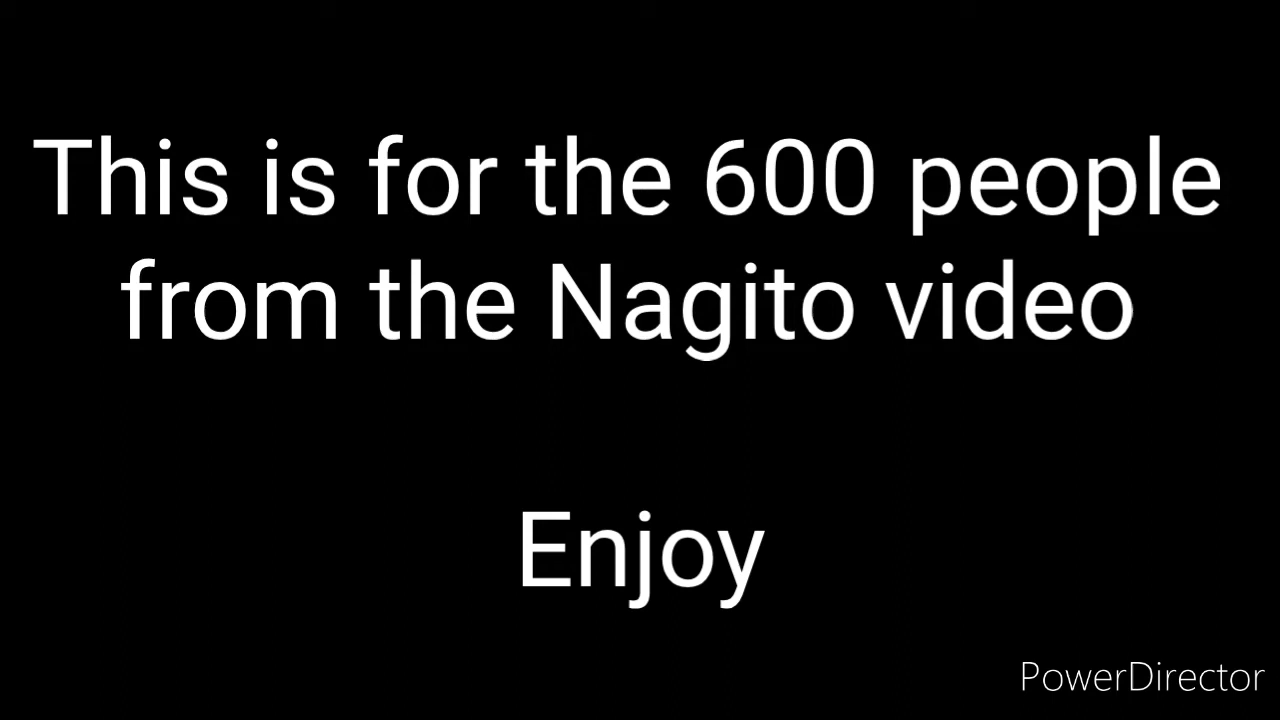 This is for the 600 people
from the Nagito video
Enjoy
PowerDirector